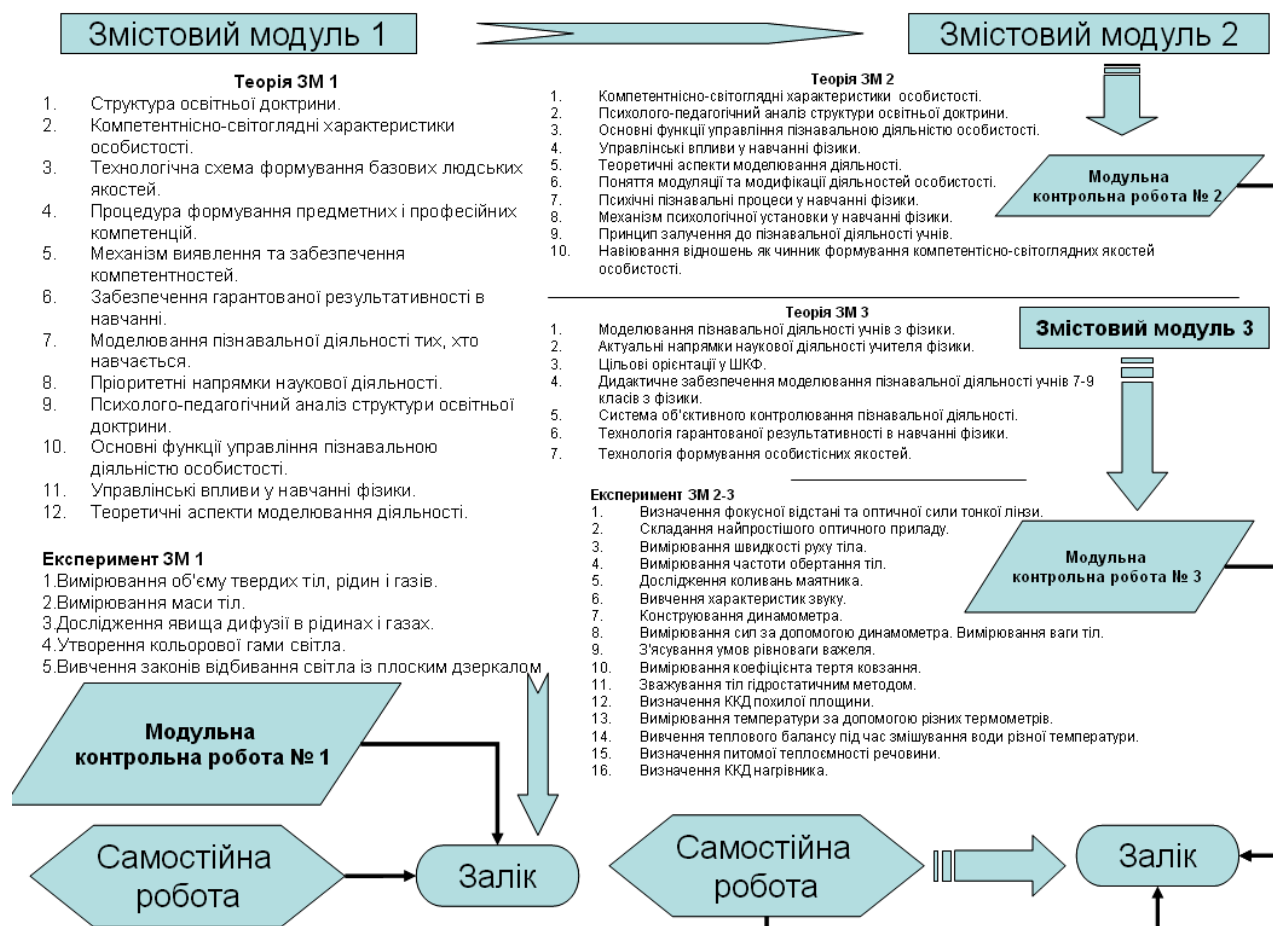 Змістовий модуль 1
Теорія ЗМ 1
1. Структура освітньої доктрини.
2. Компетентнісно-світоглядні характеристики
особистості.
3. Технологічна схема формування базових людських
якостей.
4. Процедура формування предметних і професійних
компетенцій.
5. Механізм виявлення та забезпечення
компетентностей.
6. Забезпечення гарантованої результативності в
навчанні.
7. Моделювання пізнавальної діяльності тих, хто
навчається.
8. Пріоритетні напрямки наукової діяльності.
9. Психолого-педагогічний аналіз структури освітньої
доктрини.
10. Основні функції управління пізнавальною
діяльністю особистості.
11. Управлінські впливи у навчанні фізики.
12. Теоретичні аспекти моделювання діяльності.
Експеримент ЗМ 1
1.Вимірювання об'єму твердих тіл, рідин і газів.
2.Вимірювання маси тіл.
3.Дослідження явища дифузії в рідинах і газах.
4.Утворення кольорової гами світла.
5.Вивчення законів відбивання світла із плоским дзеркалом
Модульна
контрольна робота № 1
Самостійна
робота
Залік
Змістовий модуль 2
Теорія ЗМ 2
1. Компетентнісно-світоглядні характеристики особистості.
2. Психолого-педагогічний аналіз структури освітньої доктрини.
3. Основні функції управління пізнавальною діяльністю особистості.
4. Управлінські впливи у навчанні фізики.
5. Теоретичні аспекти моделювання діяльності.
6. Поняття модуляції та модифікації діяльностей особистості.
7. Психічні пізнавальні процеси у навчанні фізики.
8. Механізм психологічної установки у навчанні фізики.
9. Принцип залучення до пізнавальної діяльності учнів.
10. Навіювання відношень як чинник формування компетентісно-світоглядних якостей
особистості.
Модульна
контрольна робота № 2
Теорія ЗМ 3
1. Моделювання пізнавальної діяльності учнів з фізики.
2. Актуальні напрямки наукової діяльності учителя фізики.
3. Цільові орієнтації у ШКФ.
4. Дидактичне забезпечення моделювання пізнавальної діяльності учнів 7-9
класів з фізики.
5. Система об'єктивного контролювання пізнавальної діяльності.
6. Технологія гарантованої результативності в навчанні фізики.
7. Технологія формування особистісних якостей.
Змістовий модуль 3
Експеримент ЗМ 2-3
1. Визначення фокусної відстані та оптичної сили тонкої лінзи.
2. Складання найпростішого оптичного приладу.
3. Вимірювання швидкості руху тіла.
4. Вимірювання частоти обертання тіл.
5. Дослідження коливань маятника.
6. Вивчення характеристик звуку.
7. Конструювання динамометра.
8. Вимірювання сил за допомогою динамометра. Вимірювання ваги тіл.
9. З'ясування умов рівноваги важеля.
10. Вимірювання коефіцієнта тертя ковзання.
11. Зважування тіл гідростатичним методом.
12. Визначення ККД похилої площини.
13. Вимірювання температури за допомогою різних термометрів.
14. Вивчення теплового балансу під час змішування води різної температури.
15. Визначення питомої теплоємності речовини.
16. Визначення ККД нагрівника.
Модульна
контрольна робота № 3
Самостійна
робота
Залік